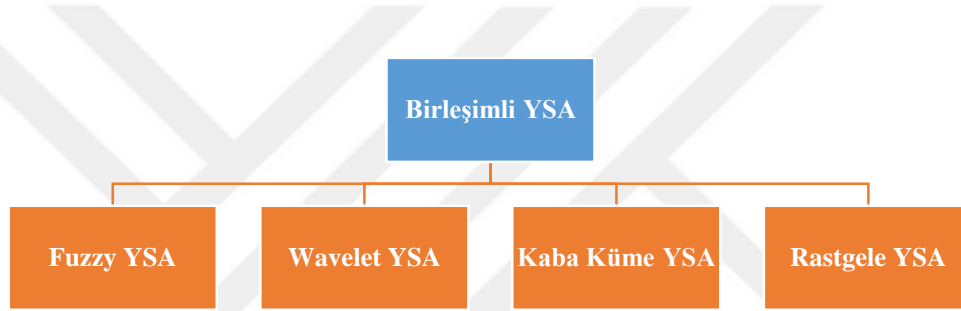 Birleşimli YSA
Fuzzy YSA
Wavelet YSA
Kaba Küme YSA
Rastgele YSA